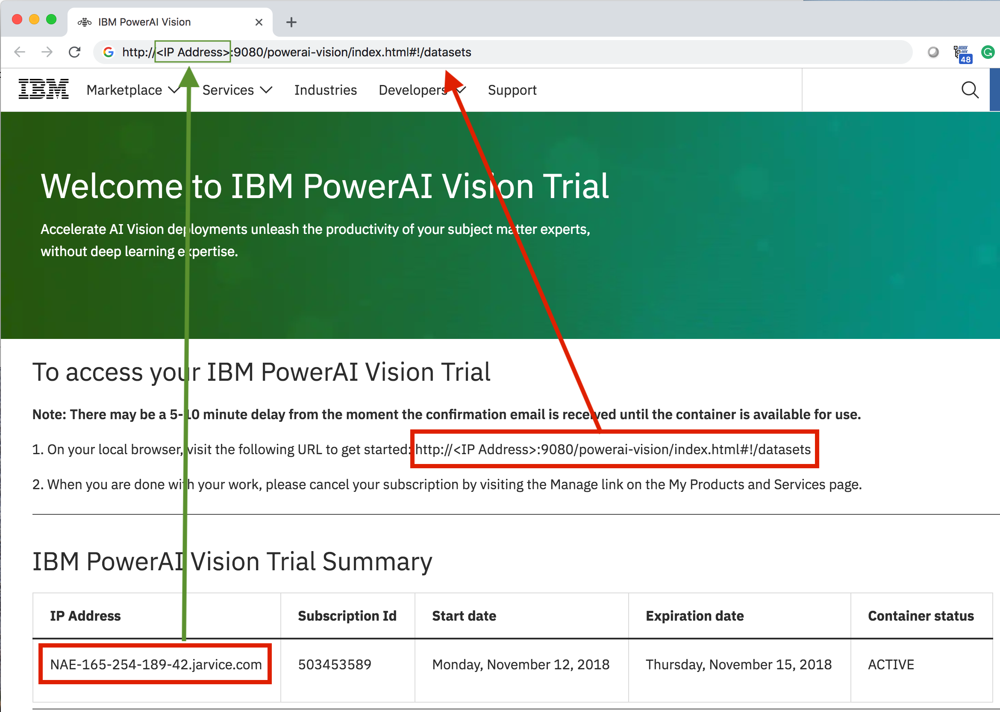 IBM PowerAI Vision
http://<IP Address>:9080/powerai-vision/index.html#!/datasets
48
IBM Marketplace Services Industries Developers Support
Welcome to IBM PowerAI Vision Trial
Accelerate AI Vision deployments unleash the productivity of your subject matter experts,
without deep learning expertise.
To access your IBM PowerAI Vision Trial
Note: There may be a 5-10 minute delay from the moment the confirmation email is received until the container is available for use.
1. On your local browser, visit the following URL to get started: http://<IP Address>:9080/powerai-vision/index.html#!/datasets
2. When you are done with your work, please cancel your subscription by visiting the Manage link on the My Products and Services page.
IBM PowerAI Vision Trial Summary
IP Address Subscription Id Start date Expiration date Container status
NAE-165-254-189-42.jarvice.com 503453589 Monday, November 12, 2018 Thursday, November 15, 2018 ACTIVE